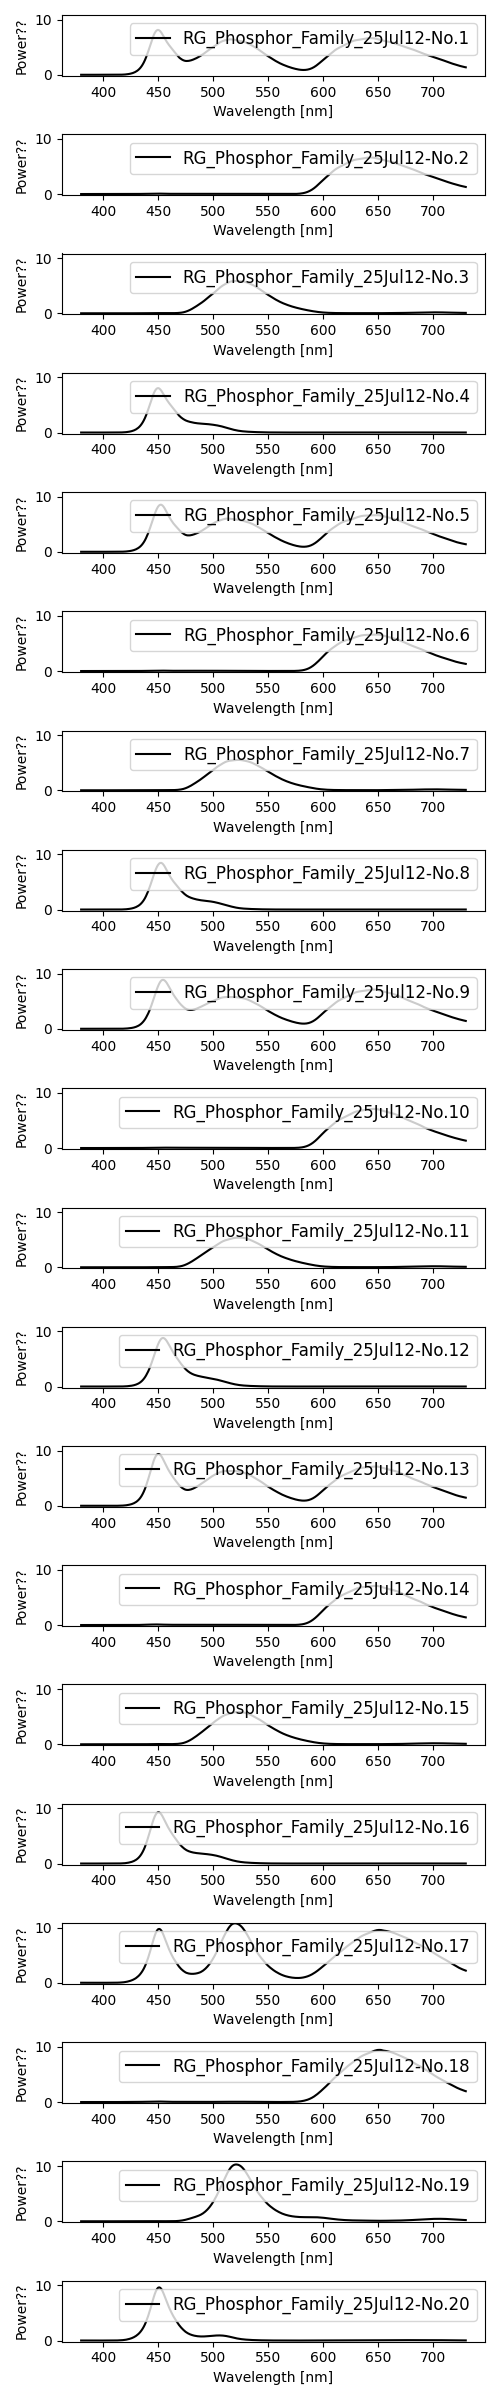 Power??
10
RG_Phosphor_Family_25Jul12-No.1
0
400 450 500 550 600 650 700
Wavelength [nm]
Power??
10
RG_Phosphor_Family_25Jul12-No.2
0
400 450 500 550 600 650 700
Wavelength [nm]
Power??
10
RG_Phosphor_Family_25Jul12-No.3
0
400 450 500 550 600 650 700
Wavelength [nm]
Power??
10
RG_Phosphor_Family_25Jul12-No.4
0
400 450 500 550 600 650 700
Wavelength [nm]
Power??
10
RG_Phosphor_Family_25Jul12-No.5
0
400 450 500 550 600 650 700
Wavelength [nm]
Power??
10
RG_Phosphor_Family_25Jul12-No.6
0
400 450 500 550 600 650 700
Wavelength [nm]
Power??
10
RG_Phosphor_Family_25Jul12-No.7
0
400 450 500 550 600 650 700
Wavelength [nm]
Power??
10
RG_Phosphor_Family_25Jul12-No.8
0
400 450 500 550 600 650 700
Wavelength [nm]
Power??
10
RG_Phosphor_Family_25Jul12-No.9
0
400 450 500 550 600 650 700
Wavelength [nm]
Power??
10
RG_Phosphor_Family_25Jul12-No.10
0
400 450 500 550 600 650 700
Wavelength [nm]
Power??
10
RG_Phosphor_Family_25Jul12-No.11
0
400 450 500 550 600 650 700
Wavelength [nm]
Power??
10
RG_Phosphor_Family_25Jul12-No.12
0
400 450 500 550 600 650 700
Wavelength [nm]
Power??
10
RG_Phosphor_Family_25Jul12-No.13
0
400 450 500 550 600 650 700
Wavelength [nm]
Power??
10
RG_Phosphor_Family_25Jul12-No.14
0
400 450 500 550 600 650 700
Wavelength [nm]
Power??
10
RG_Phosphor_Family_25Jul12-No.15
0
400 450 500 550 600 650 700
Wavelength [nm]
Power??
10
RG_Phosphor_Family_25Jul12-No.16
0
400 450 500 550 600 650 700
Wavelength [nm]
Power??
10
RG_Phosphor_Family_25Jul12-No.17
0
400 450 500 550 600 650 700
Wavelength [nm]
Power??
10
RG_Phosphor_Family_25Jul12-No.18
0
400 450 500 550 600 650 700
Wavelength [nm]
Power??
10
RG_Phosphor_Family_25Jul12-No.19
0
400 450 500 550 600 650 700
Wavelength [nm]
Power??
10
RG_Phosphor_Family_25Jul12-No.20
0
400 450 500 550 600 650 700
Wavelength [nm]